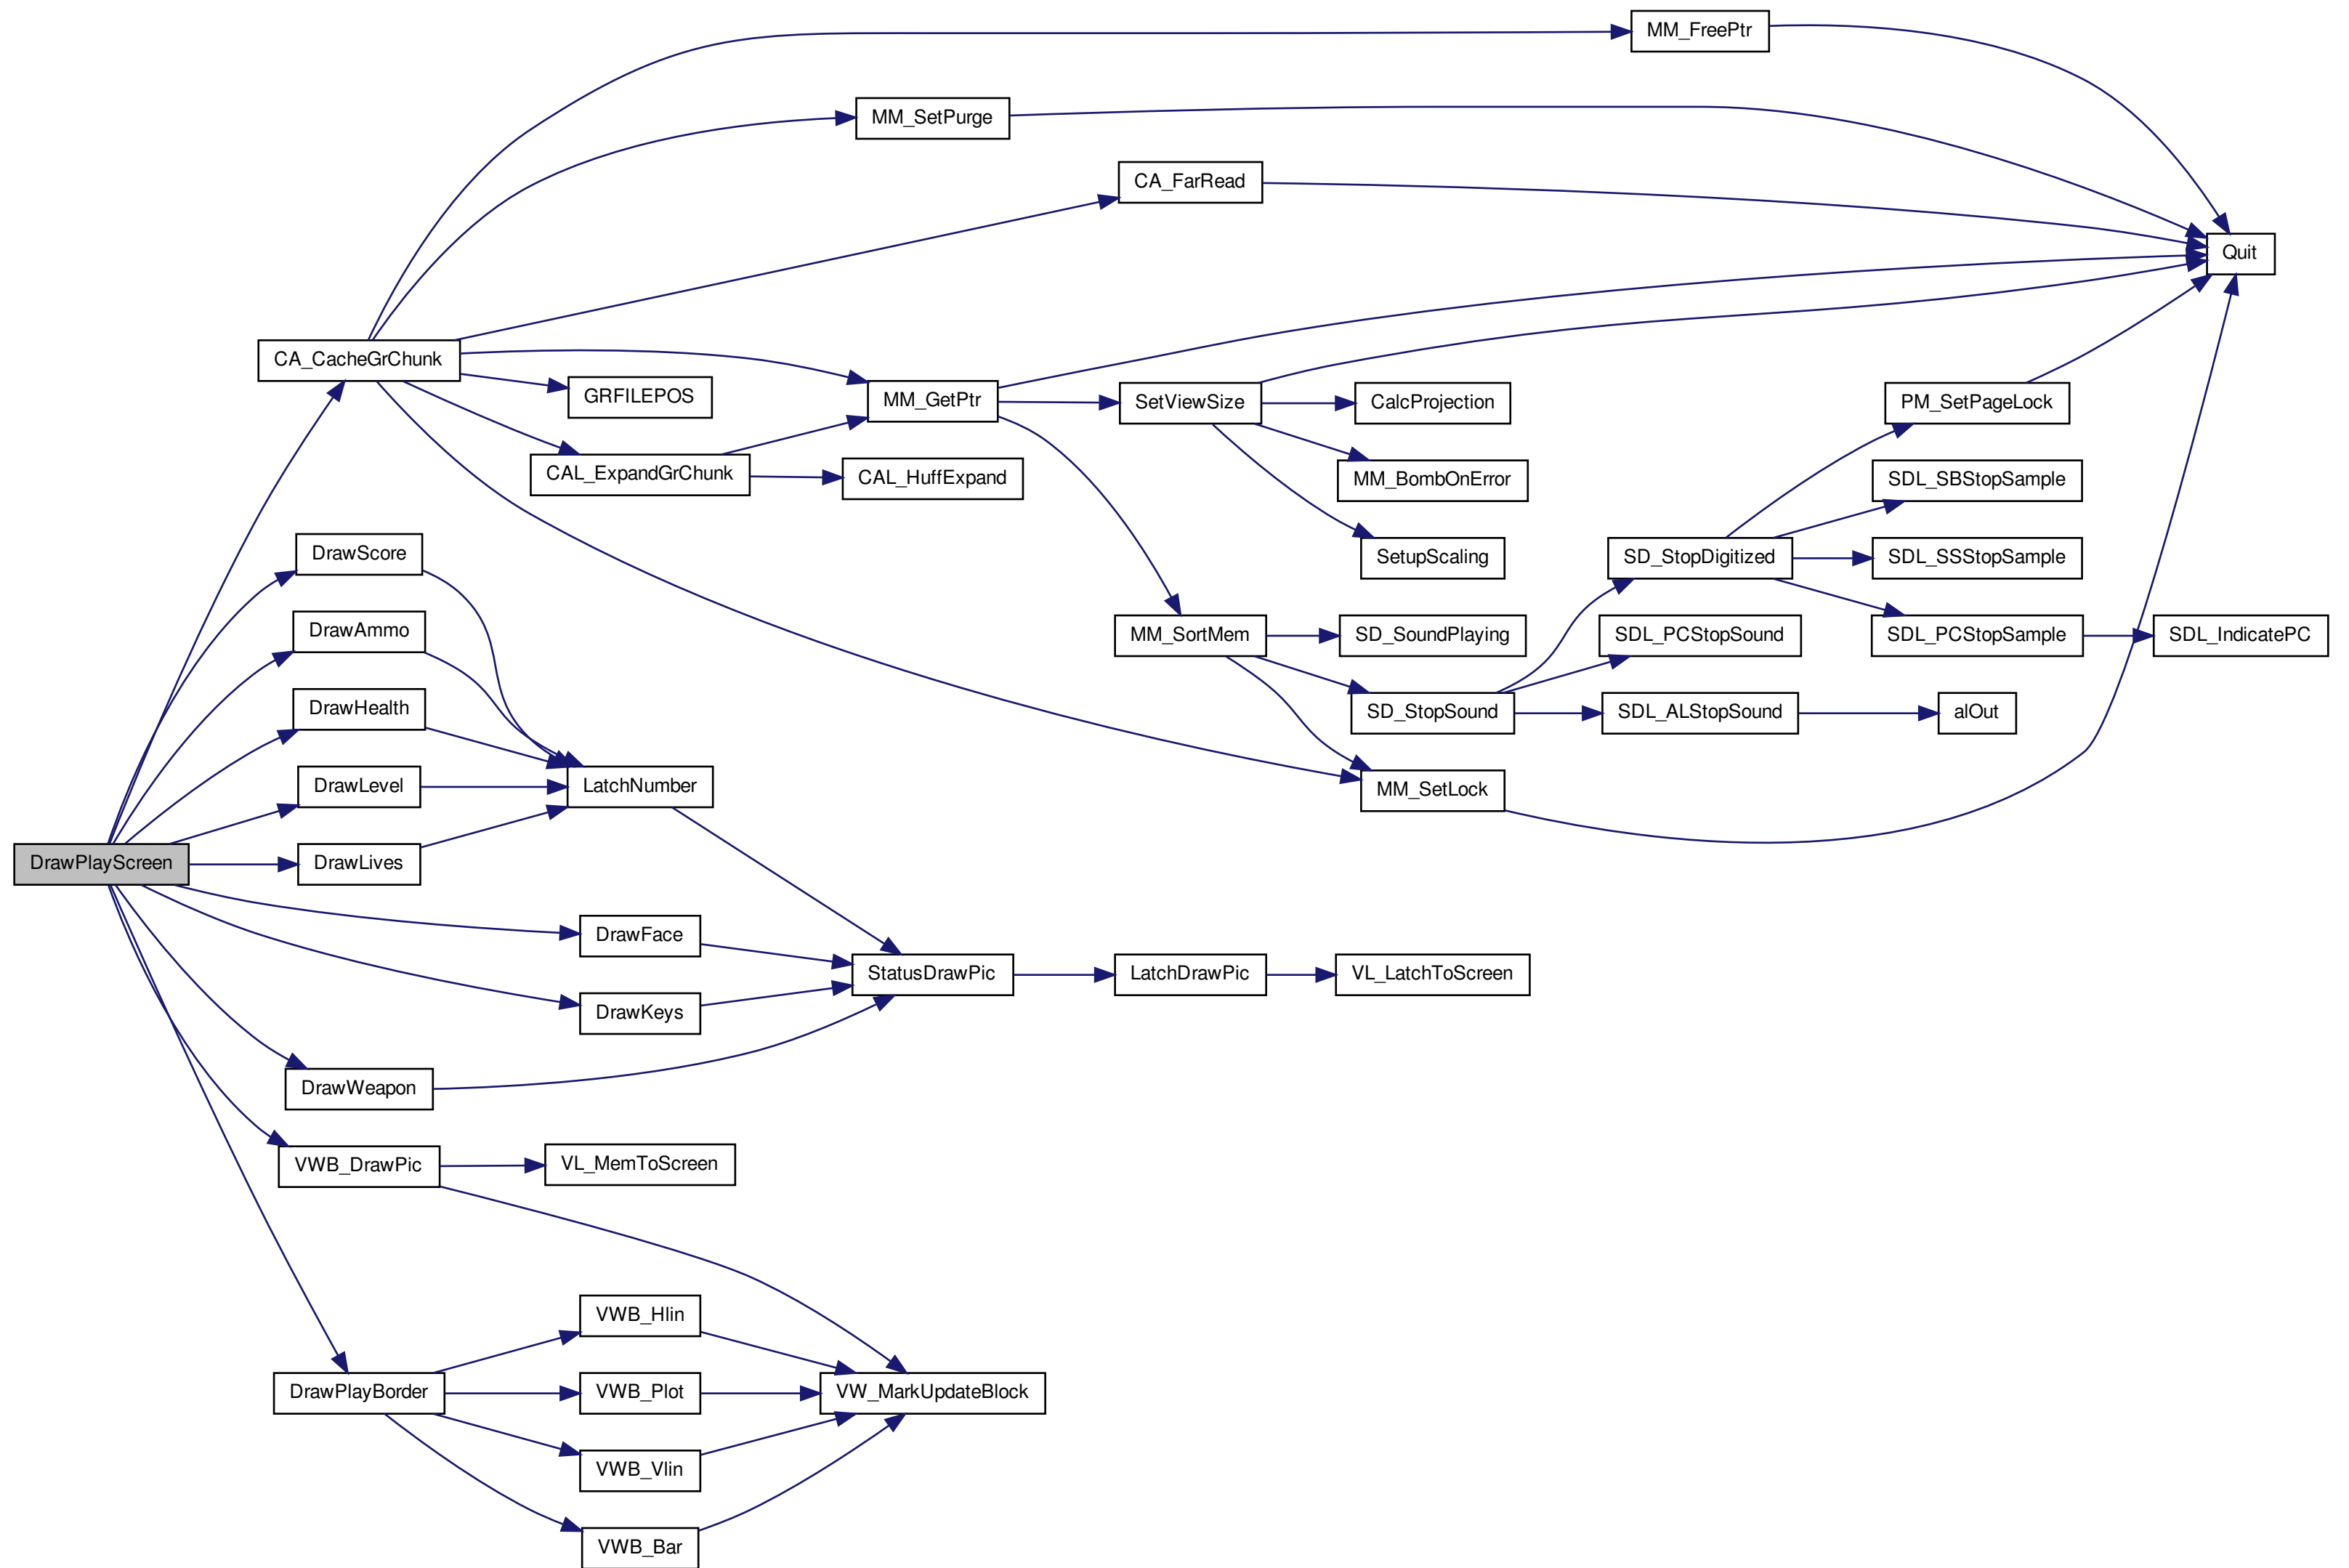 MM_FreePtr
MM_SetPurge
CA_FarRead
Quit
CA_CacheGrChunk
GRFILEPOS
MM_GetPtr
SetViewSize
CalcProjection
PM_SetPageLock
CAL_ExpandGrChunk
CAL_HuffExpand
MM_BombOnError
SDL_SBStopSample
DrawScore
SetupScaling
SD_StopDigitized
SDL_SSStopSample
DrawAmmo
MM_SortMem
SD_SoundPlaying
SDL_PCStopSound
SDL_PCStopSample
SDL_IndicatePC
DrawHealth
SD_StopSound
SDL_ALStopSound
alOut
DrawLevel
LatchNumber
MM_SetLock
DrawPlayScreen
DrawLives
DrawFace
StatusDrawPic
LatchDrawPic
VL_LatchToScreen
DrawKeys
DrawWeapon
VWB_DrawPic
VL_MemToScreen
VWB_Hlin
DrawPlayBorder
VWB_Plot
VW_MarkUpdateBlock
VWB_Vlin
VWB_Bar